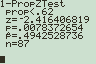 1-PropZTest
prop<.62
z=-2.416406819
p=.0078372654
p̂=.4942528736
n=87